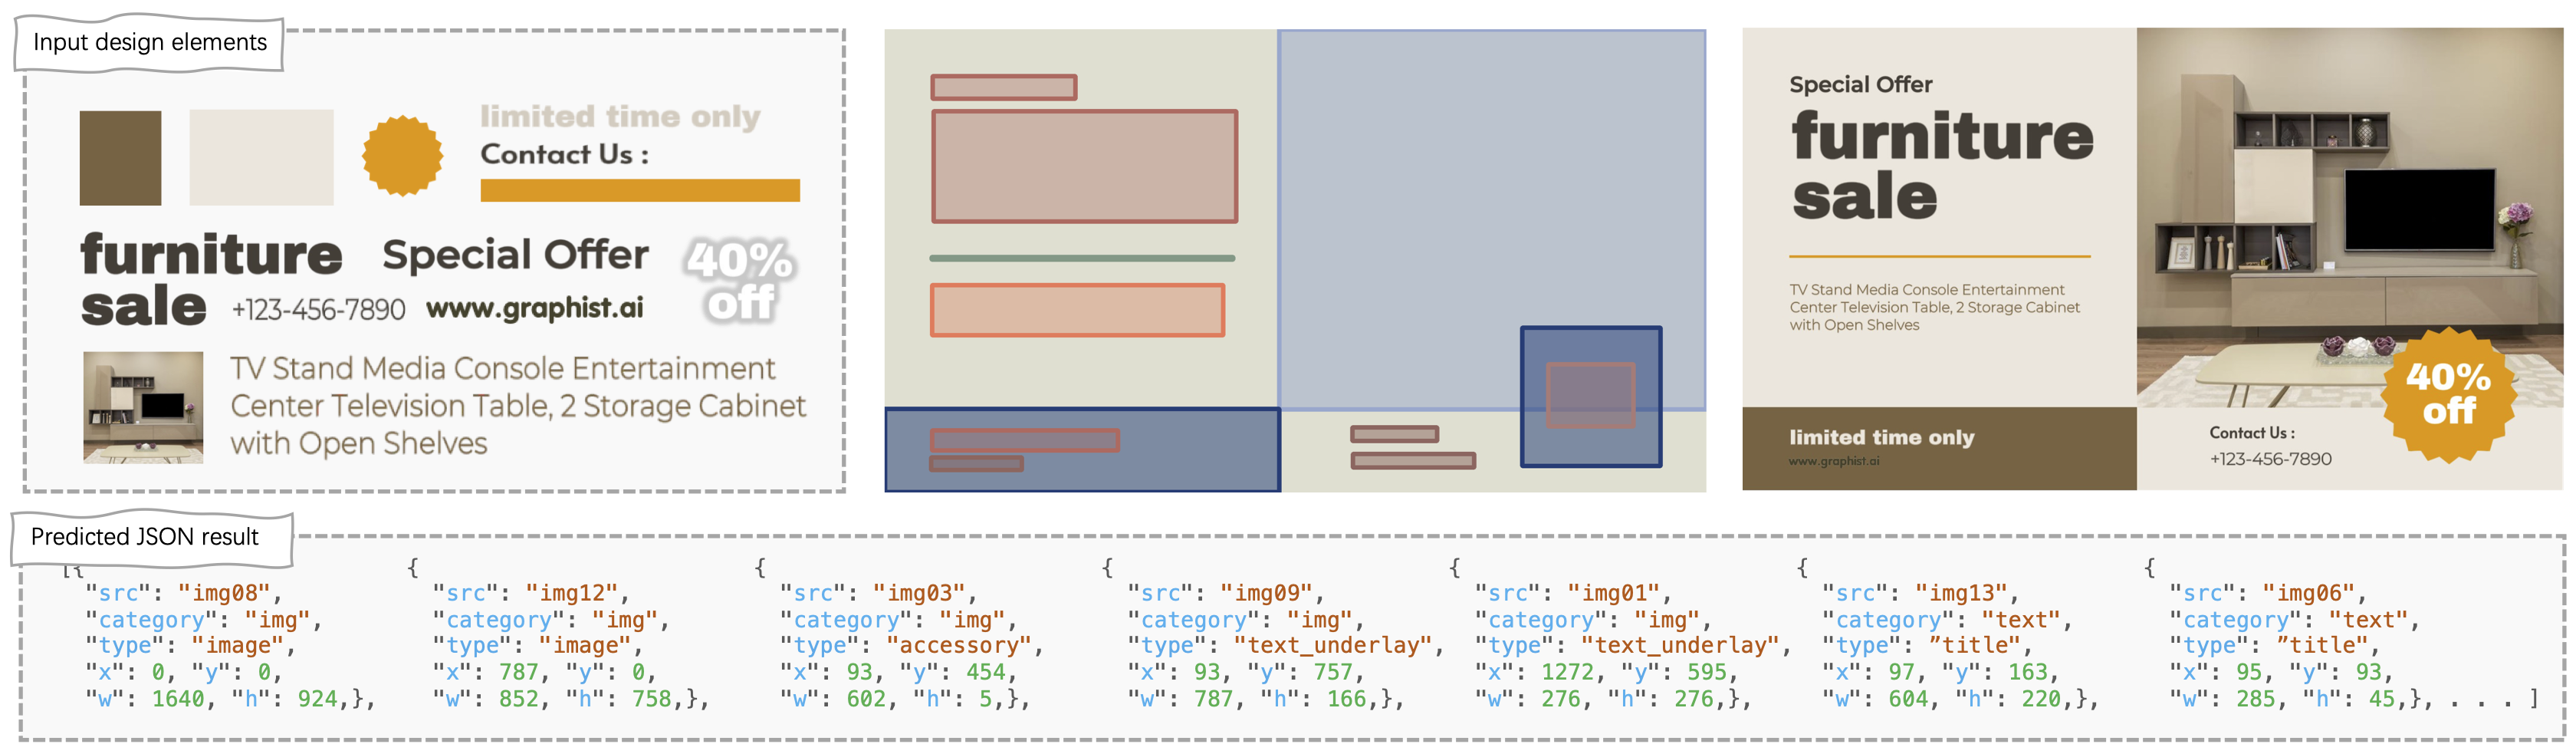 Input design elements
limited time only
Contact Us :
furniture
sale
Special Offer
40%
off
+123-456-7890
www.graphist.ai
TV Stand Media Console Entertainment
Center Television Table, 2 Storage Cabinet
with Open Shelves
Special Offer
furniture
sale
TV Stand Media Console Entertainment
Center Television Table, 2 Storage Cabinet
with Open Shelves
limited time only
www.graphist.ai
40%
off
Contact Us :
+123-456-7890
Predicted JSON result
[{
"src": "img08",
"category": "img",
"type": "image",
"x": 0, "y": 0,
"w": 1640, "h": 924,},
{
"src": "img12",
"category": "img",
"type": "image",
"x": 787, "y": 0,
"w": 852, "h": 758,},
{
"src": "img03",
"category": "img",
"type": "accessory",
"x": 93, "y": 454,
"w": 602, "h": 5,},
{
"src": "img09",
"category": "img",
"type": "text_underlay",
"x": 93, "y": 757,
"w": 787, "h": 166,},
{
"src": "img01",
"category": "img",
"type": "text_underlay",
"x": 1272, "y": 595,
"w": 276, "h": 276,},
{
"src": "img13",
"category": "text",
"type": ”title",
"x": 97, "y": 163,
"w": 604, "h": 220,},
{
"src": "img06",
"category": "text",
"type": ”title",
"x": 95, "y": 93,
"w": 285, "h": 45,}, . . . ]